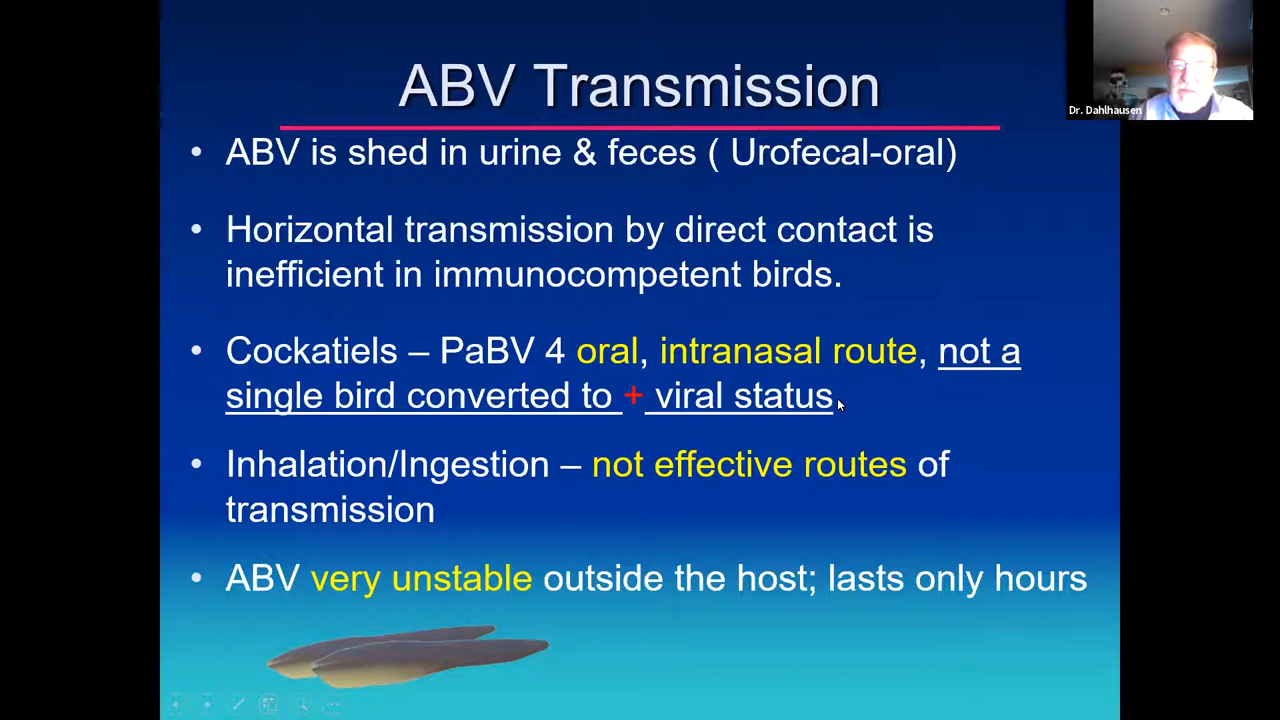 ABV Transmission
Dr. Dahlhausen
• ABV is shed in urine & feces ( Urofecal-oral)
• Horizontal transmission by direct contact is
inefficient in immunocompetent birds.
• Cockatiels – PaBV 4 oral, intranasal route, not a
single bird converted to + viral status.
• Inhalation/Ingestion – not effective routes of
transmission
• ABV very unstable outside the host; lasts only hours